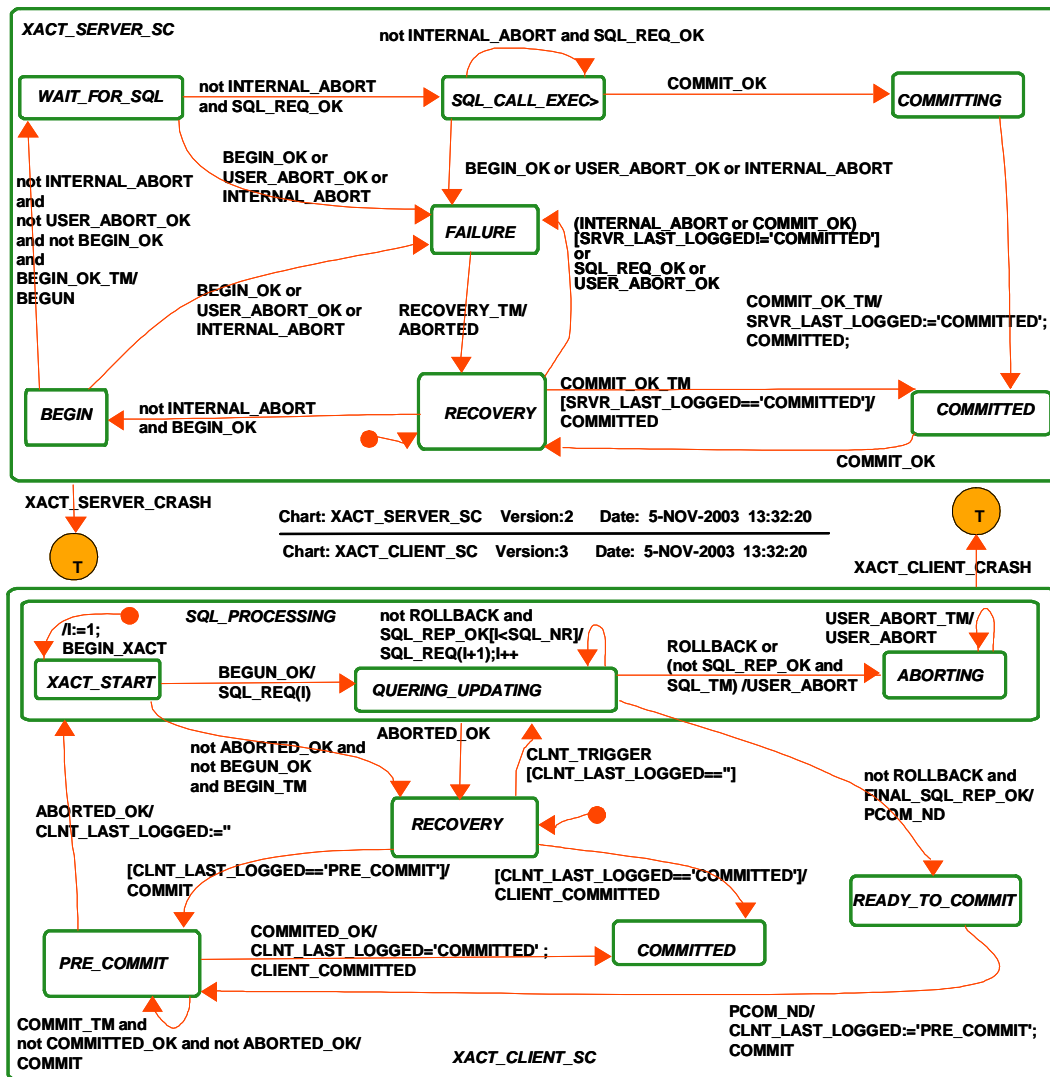 XACT_SERVER_SC
not INTERNAL_ABORT and SQL_REQ_OK
WAIT_FOR_SQL
not INTERNAL_ABORT
and SQL_REQ_OK
SQL_CALL_EXEC>
COMMIT_OK
COMMITTING
BEGIN_OK or
USER_ABORT_OK or
INTERNAL_ABORT
BEGIN_OK or USER_ABORT_OK or INTERNAL_ABORT
not INTERNAL_ABORT
and
not USER_ABORT_OK
and not BEGIN_OK
and
BEGIN_OK_TM/
BEGUN
FAILURE
(INTERNAL_ABORT or COMMIT_OK)
[SRVR_LAST_LOGGED!='COMMITTED']
or
SQL_REQ_OK or
USER_ABORT_OK
BEGIN_OK or
USER_ABORT_OK or
INTERNAL_ABORT
RECOVERY_TM/
ABORTED
COMMIT_OK_TM/
SRVR_LAST_LOGGED:='COMMITTED';
COMMITTED;
BEGIN
not INTERNAL_ABORT
and BEGIN_OK
RECOVERY
COMMIT_OK_TM
[SRVR_LAST_LOGGED=='COMMITTED']/
COMMITTED
COMMITTED
COMMIT_OK
XACT_SERVER_CRASH
T
Chart: XACT_SERVER_SC Version:2 Date: 5-NOV-2003 13:32:20
Chart: XACT_CLIENT_SC Version:3 Date: 5-NOV-2003 13:32:20
T
XACT_CLIENT_CRASH
SQL_PROCESSING
/I:=1;
BEGIN_XACT
XACT_START
BEGUN_OK/
SQL_REQ(I)
not ROLLBACK and
SQL_REP_OK[I<SQL_NR]/
SQL_REQ(I+1);I++
QUERING_UPDATING
ROLLBACK or
(not SQL_REP_OK and
SQL_TM) /USER_ABORT
USER_ABORT_TM/
USER_ABORT
ABORTING
not ABORTED_OK and
not BEGUN_OK
and BEGIN_TM
ABORTED_OK
CLNT_TRIGGER
[CLNT_LAST_LOGGED=='']
not ROLLBACK and
FINAL_SQL_REP_OK/
PCOM_ND
ABORTED_OK/
CLNT_LAST_LOGGED:=''
RECOVERY
[CLNT_LAST_LOGGED=='PRE_COMMIT']/
COMMIT
[CLNT_LAST_LOGGED=='COMMITTED']/
CLIENT_COMMITTED
READY_TO_COMMIT
PRE_COMMIT
COMMITED_OK/
CLNT_LAST_LOGGED='COMMITTED' ;
CLIENT_COMMITTED
COMMITTED
COMMIT_TM and
not COMMITTED_OK and not ABORTED_OK/
COMMIT
PCOM_ND/
CLNT_LAST_LOGGED:='PRE_COMMIT';
COMMIT
XACT_CLIENT_SC